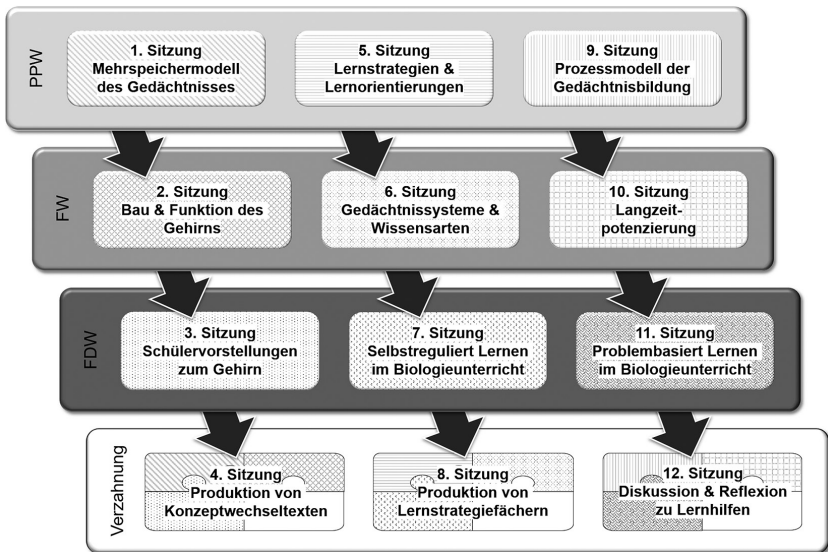 PPW
1. Sitzung
Mehrspeichermodell
des Gedächtnisses
5. Sitzung
Lernstrategien &
Lernorientierungen
9. Sitzung
Prozessmodell der
Gedächtnisbildung
FW
2. Sitzung
Bau & Funktion des
Gehirns
6. Sitzung
Gedächtnissysteme &
Wissensarten
10. Sitzung
Langzeit-
potenzierung
FDW
3. Sitzung
Schülervorstellungen
zum Gehirn
7. Sitzung
Selbstreguliert Lernen
im Biologieunterricht
11. Sitzung
Problembasiert Lernen
im Biologieunterricht
Verzahnung
4. Sitzung
Produktion von
Konzeptwechseltexten
8. Sitzung
Produktion von
Lernstrategiefächern
12. Sitzung
Diskussion & Reflexion
zu Lernhilfen